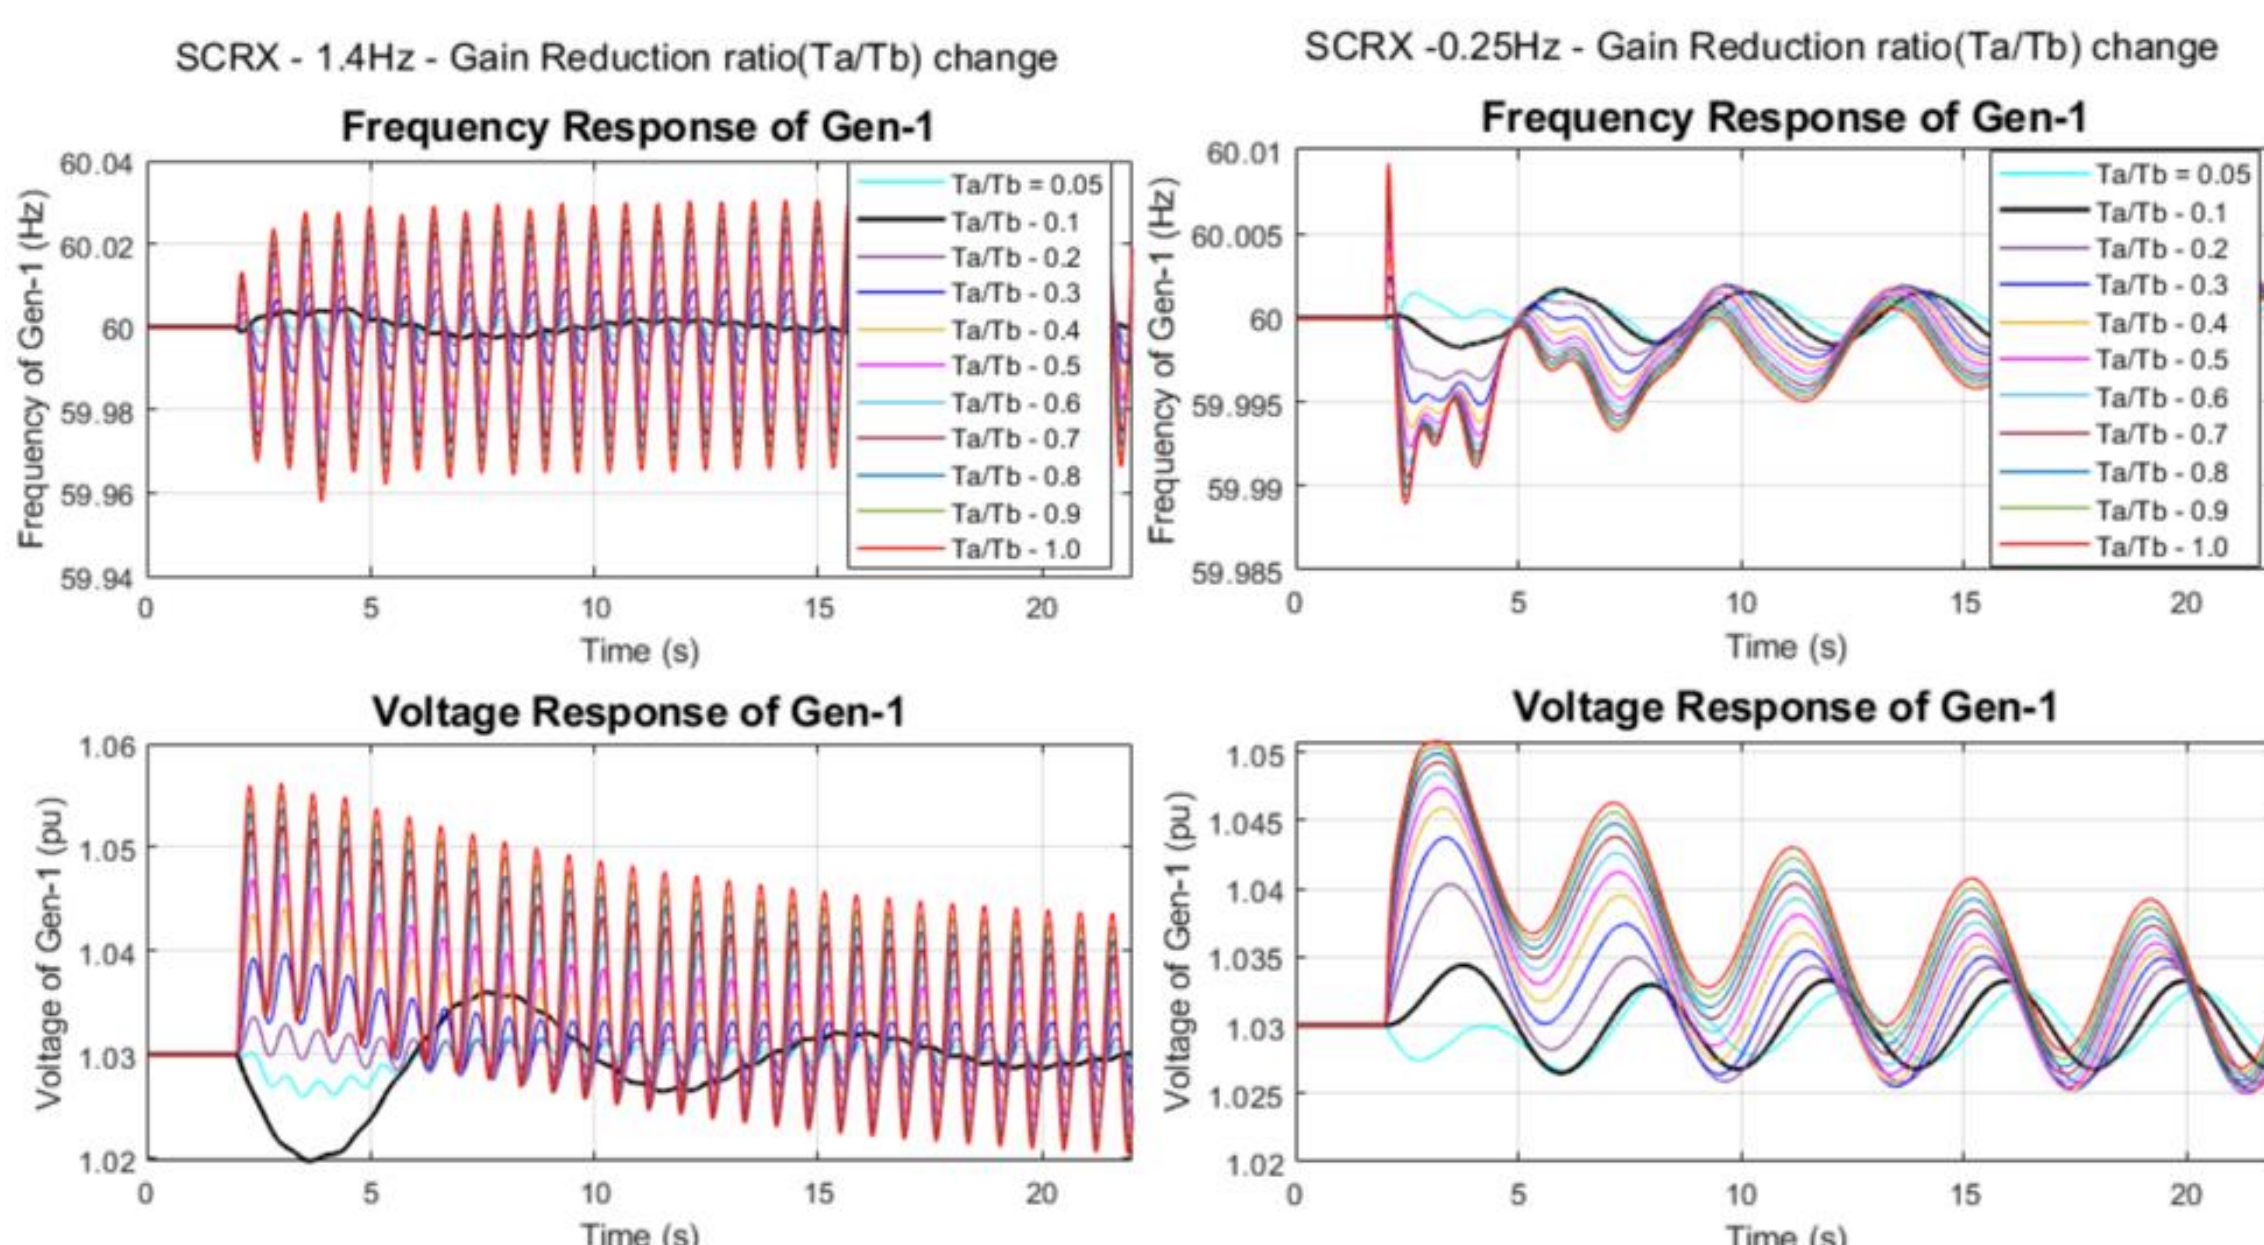 SCRX - 1.4Hz - Gain Reduction ratio(Ta/Tb) change
Frequency Response of Gen-1
Frequency of Gen-1 (Hz)
60.04
60.02
60
59.98
59.96
59.94
0 5 10 15 20
Time (s)
Ta/Tb = 0.05
Ta/Tb - 0.1
Ta/Tb - 0.2
Ta/Tb - 0.3
Ta/Tb - 0.4
Ta/Tb - 0.5
Ta/Tb - 0.6
Ta/Tb - 0.7
Ta/Tb - 0.8
Ta/Tb - 0.9
Ta/Tb - 1.0
Voltage Response of Gen-1
Voltage of Gen-1 (pu)
1.06
1.05
1.04
1.03
1.02
0 5 10 15 20
Time (s)
SCRX -0.25Hz - Gain Reduction ratio(Ta/Tb) change
Frequency Response of Gen-1
Frequency of Gen-1 (Hz)
60.01
60.005
60
59.995
59.99
59.985
0 5 10 15 20
Time (s)
Ta/Tb = 0.05
Ta/Tb - 0.1
Ta/Tb - 0.2
Ta/Tb - 0.3
Ta/Tb - 0.4
Ta/Tb - 0.5
Ta/Tb - 0.6
Ta/Tb - 0.7
Ta/Tb - 0.8
Ta/Tb - 0.9
Ta/Tb - 1.0
Voltage Response of Gen-1
Voltage of Gen-1 (pu)
1.05
1.045
1.04
1.035
1.03
1.025
1.02
0 5 10 15 20
Time (s)